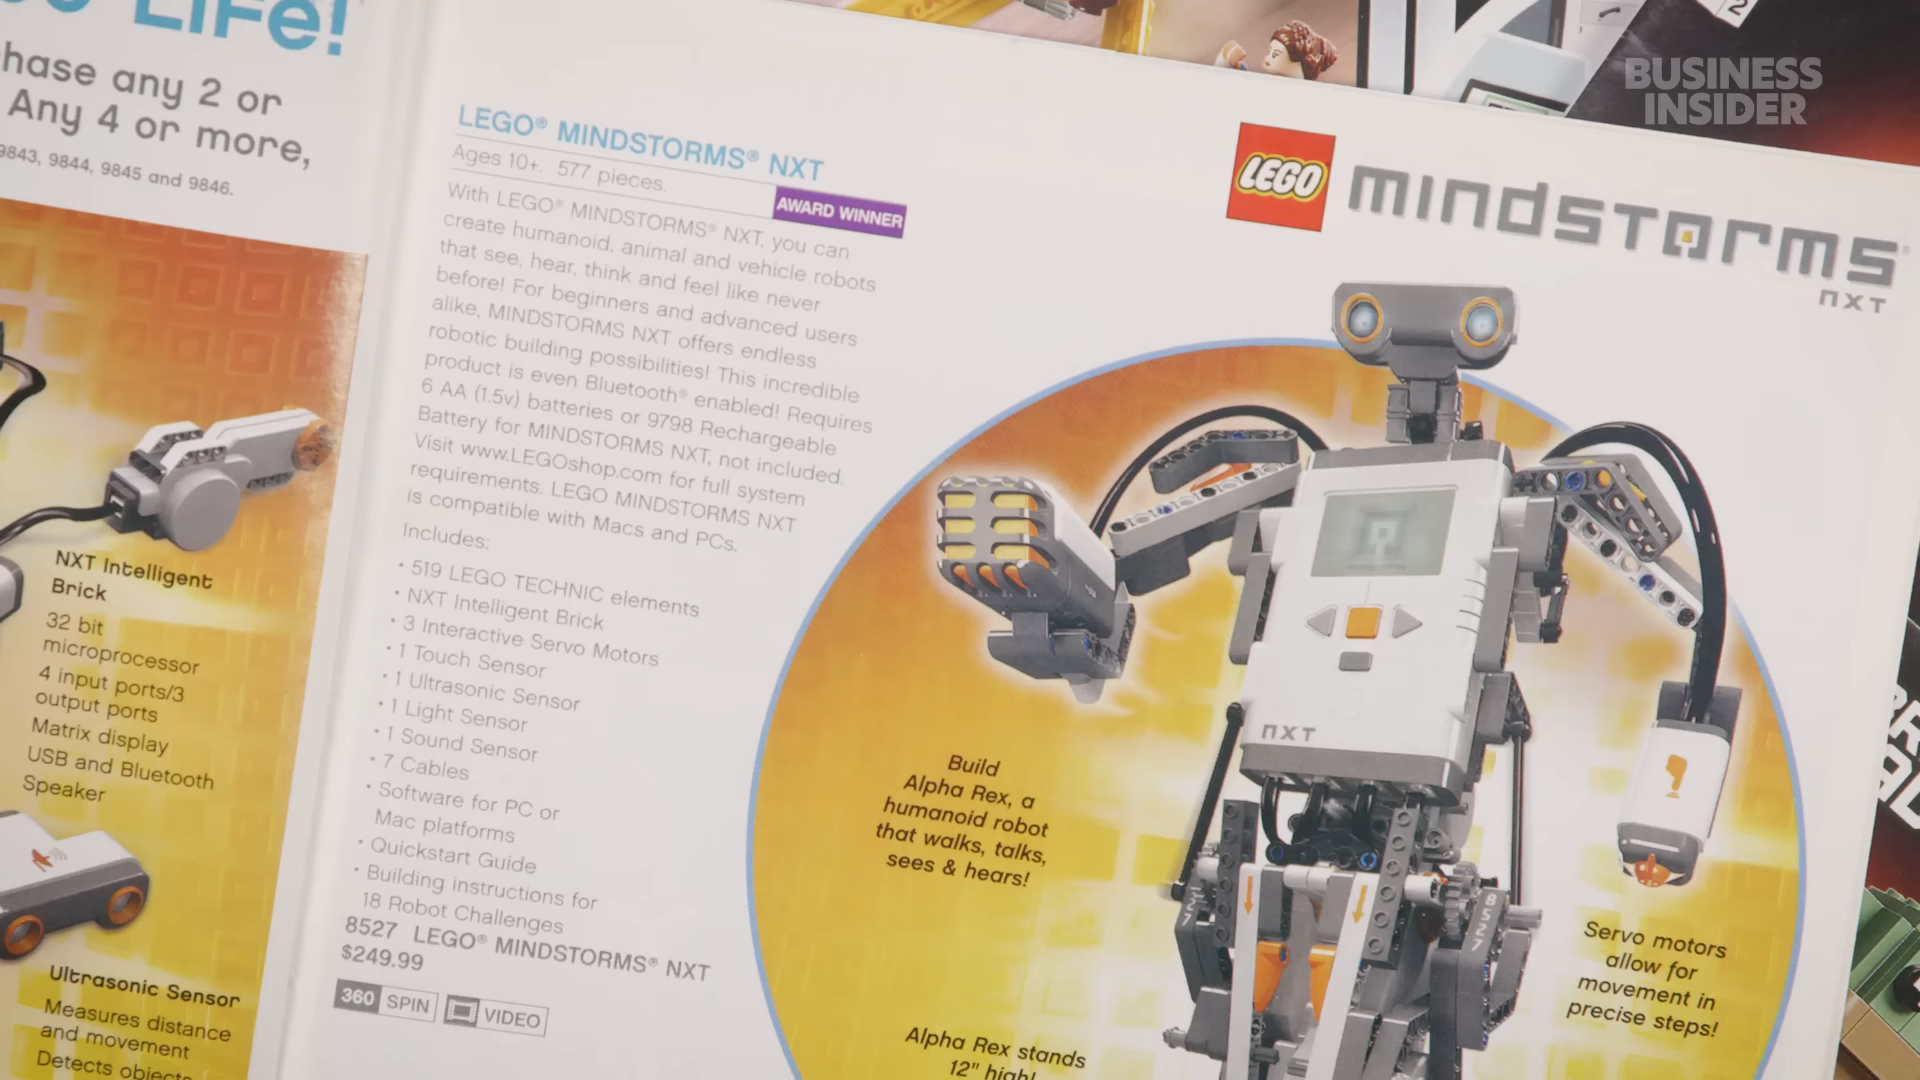 LIFe!
chase any 2 or
Any 4 or more,
9843, 9844, 9845 and 9846.
NXT Intelligent
Brick
32 bit
microprocessor
4 input ports/3
output ports
Matrix display
USB and Bluetooth
Speaker
Ultrasonic Sensor
Measures distance
and movement
Detects objects
LEGO® MINDSTORMS® NXT
Ages 10+. 577 pieces.
AWARD WINNER
With LEGO® MINDSTORMS® NXT, you can
create humanoid, animal and vehicle robots
that see, hear, think and feel like never
before! For beginners and advanced users
alike, MINDSTORMS NXT offers endless
robotic building possibilities! This incredible
product is even Bluetooth® enabled! Requires
6 AA (1.5v) batteries or 9798 Rechargeable
Battery for MINDSTORMS NXT, not included.
Visit www.LEGOshop.com for full system
requirements. LEGO MINDSTORMS NXT
is compatible with Macs and PCs.
Includes:
• 519 LEGO TECHNIC elements
• NXT Intelligent Brick
• 3 Interactive Servo Motors
• 1 Touch Sensor
• 1 Ultrasonic Sensor
• 1 Light Sensor
• 1 Sound Sensor
• 7 Cables
• Software for PC or
Mac platforms
• Quickstart Guide
• Building instructions for
18 Robot Challenges
8527 LEGO® MINDSTORMS® NXT
$249.99
360 SPIN VIDEO
2
BUSINESS
INSIDER
LEGO mindstorms®
NXT
NXT
Build
Alpha Rex, a
humanoid robot
that walks, talks,
sees & hears!
8527
Servo motors
allow for
movement in
precise steps!
Alpha Rex stands
12" high!